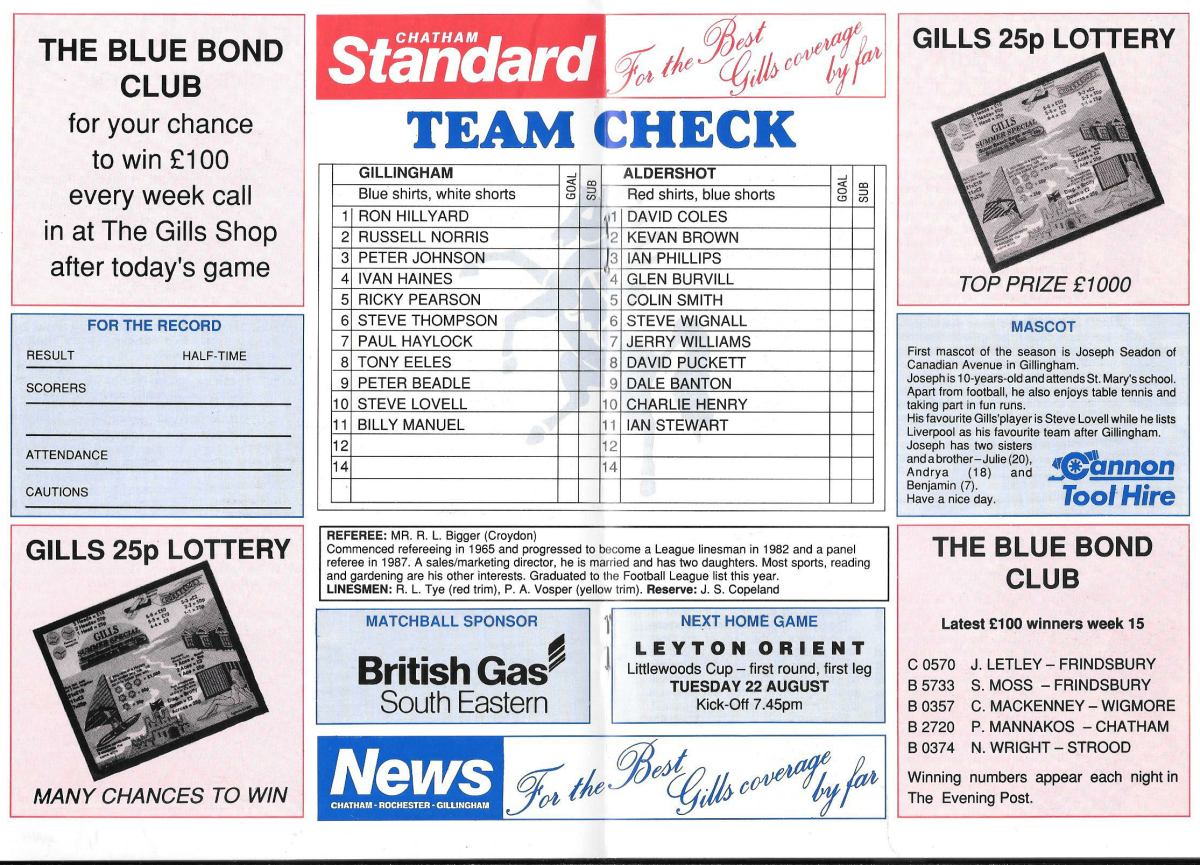 THE BLUE BOND
CLUB
for your chance
to win £100
every week call
in at The Gills Shop
after today's game
FOR THE RECORD
RESULT HALF-TIME
SCORERS
ATTENDANCE
CAUTIONS
GILLS 25p LOTTERY
GILLS
SUMMER SPECIAL
MANY CHANCES TO WIN
CHATHAM
Standard
For the Best
Gills coverage
by far
TEAM CHECK
GILLINGHAM GOAL SUB ALDERSHOT GOAL SUB
Blue shirts, white shorts Red shirts, blue shorts
1 RON HILLYARD 1 DAVID COLES
2 RUSSELL NORRIS 2 KEVAN BROWN
3 PETER JOHNSON 3 IAN PHILLIPS
4 IVAN HAINES 4 GLEN BURVILL
5 RICKY PEARSON 5 COLIN SMITH
6 STEVE THOMPSON 6 STEVE WIGNALL
7 PAUL HAYLOCK 7 JERRY WILLIAMS
8 TONY EELES 8 DAVID PUCKETT
9 PETER BEADLE 9 DALE BANTON
10 STEVE LOVELL 10 CHARLIE HENRY
11 BILLY MANUEL 11 IAN STEWART
12 12
14 14
REFEREE: MR. R. L. Bigger (Croydon)
Commenced refereeing in 1965 and progressed to become a League linesman in 1982 and a panel
referee in 1987. A sales/marketing director, he is married and has two daughters. Most sports, reading
and gardening are his other interests. Graduated to the Football League list this year.
LINESMEN: R. L. Tye (red trim), P. A. Vosper (yellow trim). Reserve: J. S. Copeland
MATCHBALL SPONSOR
British Gas
South Eastern
NEXT HOME GAME
LEYTON ORIENT
Littlewoods Cup – first round, first leg
TUESDAY 22 AUGUST
Kick-Off 7.45pm
News
CHATHAM - ROCHESTER - GILLINGHAM
For the Best
Gills coverage
by far
GILLS 25p LOTTERY
GILLS
SUMMER SPECIAL
TOP PRIZE £1000
MASCOT
First mascot of the season is Joseph Seadon of
Canadian Avenue in Gillingham.
Joseph is 10-years-old and attends St. Mary's school.
Apart from football, he also enjoys table tennis and
taking part in fun runs.
His favourite Gills' player is Steve Lovell while he lists
Liverpool as his favourite team after Gillingham.
Joseph has two sisters
and a brother – Julie (20),
Andrya (18) and
Benjamin (7).
Have a nice day.
Cannon
Tool Hire
THE BLUE BOND
CLUB
Latest £100 winners week 15
C 0570 J. LETLEY – FRINDSBURY
B 5733 S. MOSS – FRINDSBURY
B 0357 C. MACKENNEY – WIGMORE
B 2720 P. MANNAKOS – CHATHAM
B 0374 N. WRIGHT – STROOD
Winning numbers appear each night in
The Evening Post.